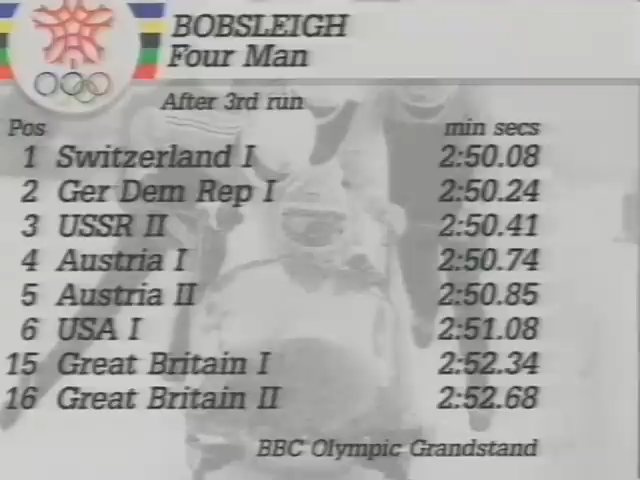 BOBSLEIGH
Four Man
After 3rd run
Pos min secs
1 Switzerland I 2:50.08
2 Ger Dem Rep I 2:50.24
3 USSR II 2:50.41
4 Austria I 2:50.74
5 Austria II 2:50.85
6 USA I 2:51.08
15 Great Britain I 2:52.34
16 Great Britain II 2:52.68
BBC Olympic Grandstand